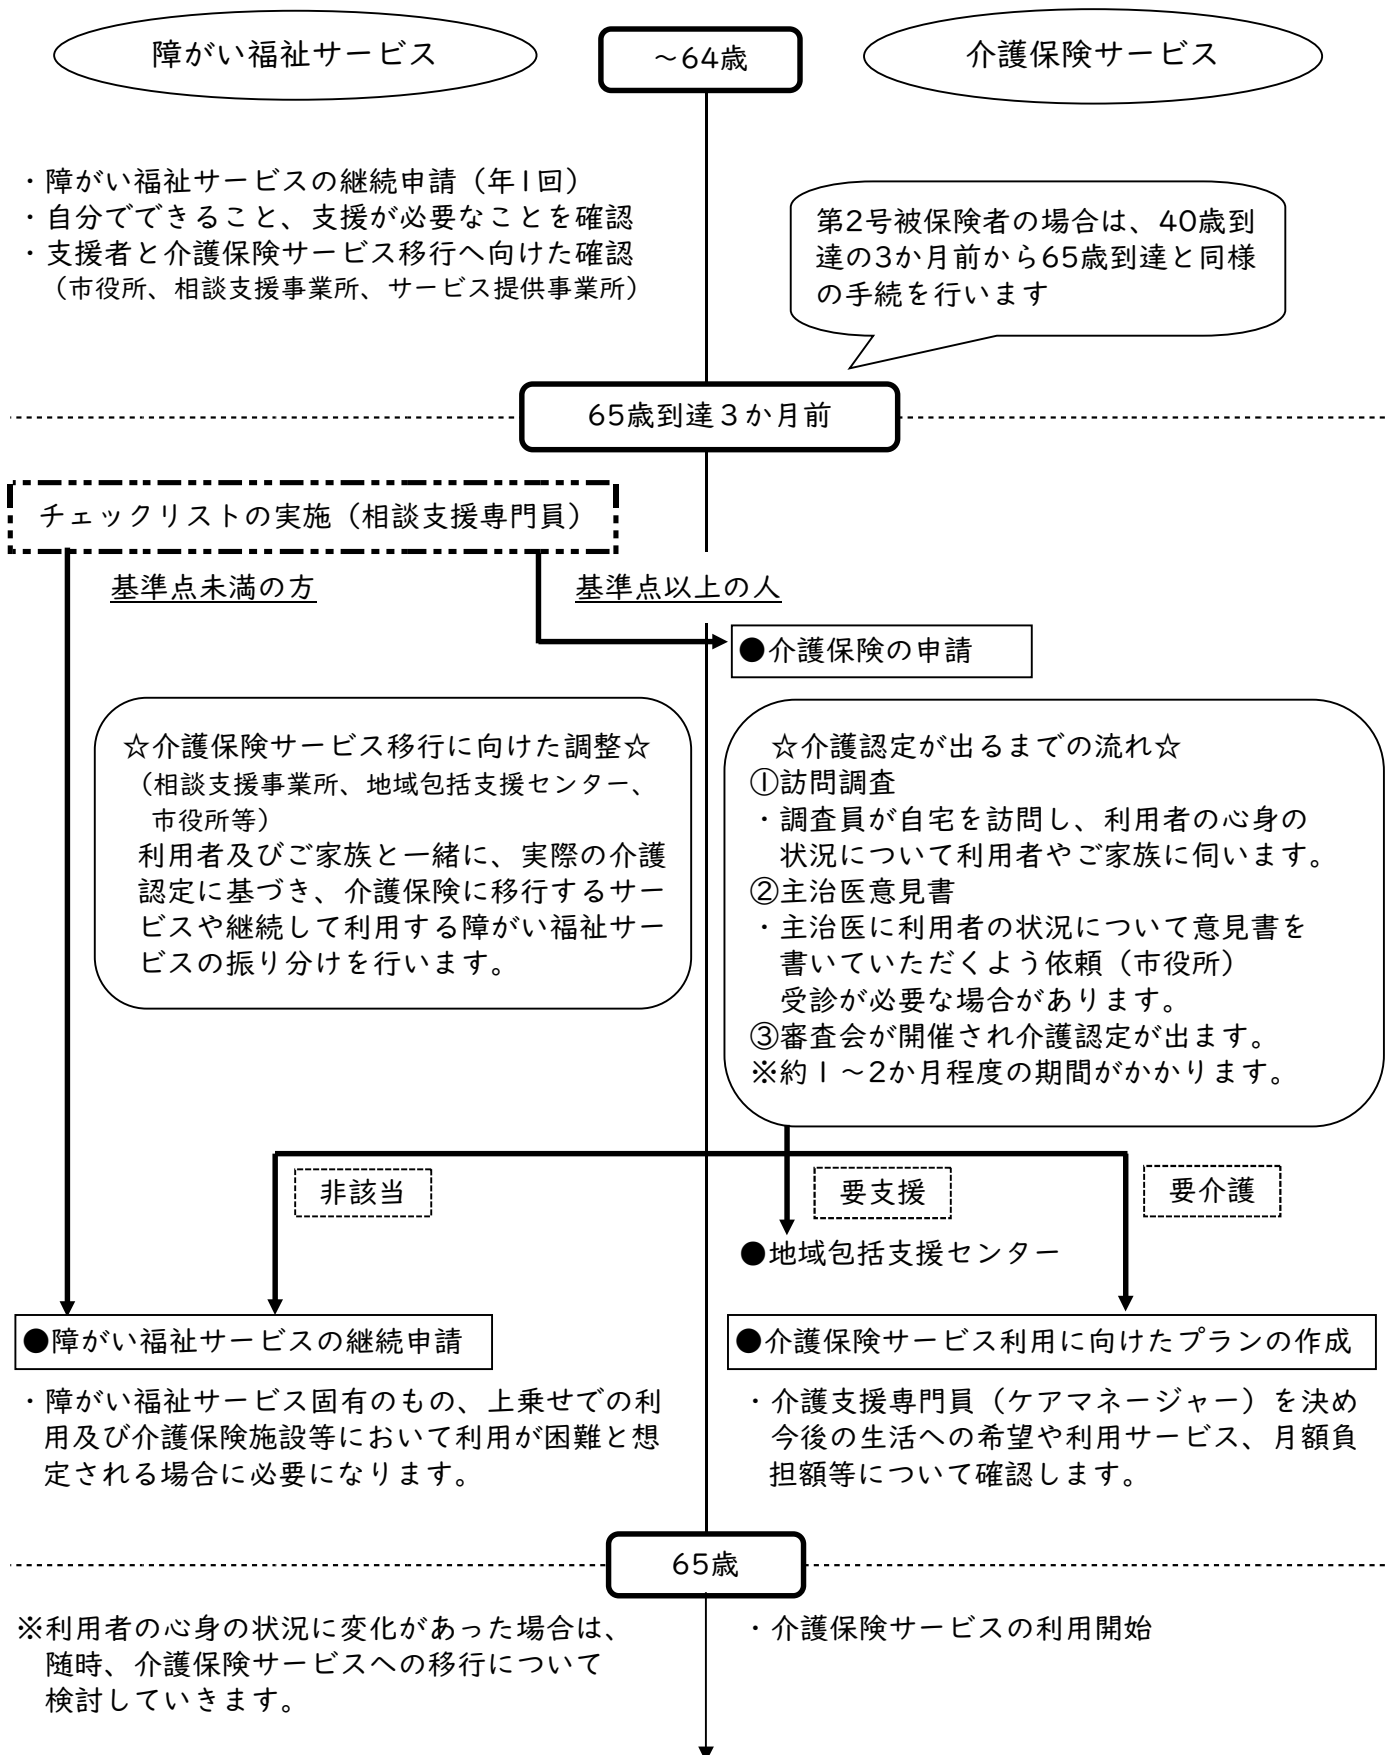 障がい福祉サービス
～64歳
介護保険サービス
・障がい福祉サービスの継続申請（年1回）
・自分でできること、支援が必要なことを確認
・支援者と介護保険サービス移行へ向けた確認
（市役所、相談支援事業所、サービス提供事業所）
第2号被保険者の場合は、40歳到
達の3か月前から65歳到達と同様
の手続を行います
65歳到達３か月前
チェックリストの実施（相談支援専門員）
基準点未満の方
基準点以上の人
●介護保険の申請
☆介護保険サービス移行に向けた調整☆
（相談支援事業所、地域包括支援センター、
市役所等）
利用者及びご家族と一緒に、実際の介護
認定に基づき、介護保険に移行するサー
ビスや継続して利用する障がい福祉サー
ビスの振り分けを行います。
☆介護認定が出るまでの流れ☆
①訪問調査
・調査員が自宅を訪問し、利用者の心身の
状況について利用者やご家族に伺います。
②主治医意見書
・主治医に利用者の状況について意見書を
書いていただくよう依頼（市役所）
受診が必要な場合があります。
③審査会が開催され介護認定が出ます。
※約１～2か月程度の期間がかかります。
非該当
要支援
要介護
●地域包括支援センター
●障がい福祉サービスの継続申請
●介護保険サービス利用に向けたプランの作成
・障がい福祉サービス固有のもの、上乗せでの利
用及び介護保険施設等において利用が困難と想
定される場合に必要になります。
・介護支援専門員（ケアマネージャー）を決め
今後の生活への希望や利用サービス、月額負
担額等について確認します。
65歳
※利用者の心身の状況に変化があった場合は、
随時、介護保険サービスへの移行について
検討していきます。
・介護保険サービスの利用開始